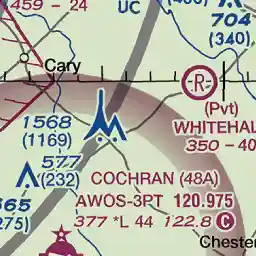 459 - 24
UC
704
(340)
Cary
R
(Pvt)
WHITEHAL
350 - 40
1568
(1169)
577
(232)
COCHRAN (48A)
AWOS-3PT 120.975
377 *L 44 122.8 C
365
275)
Cheste